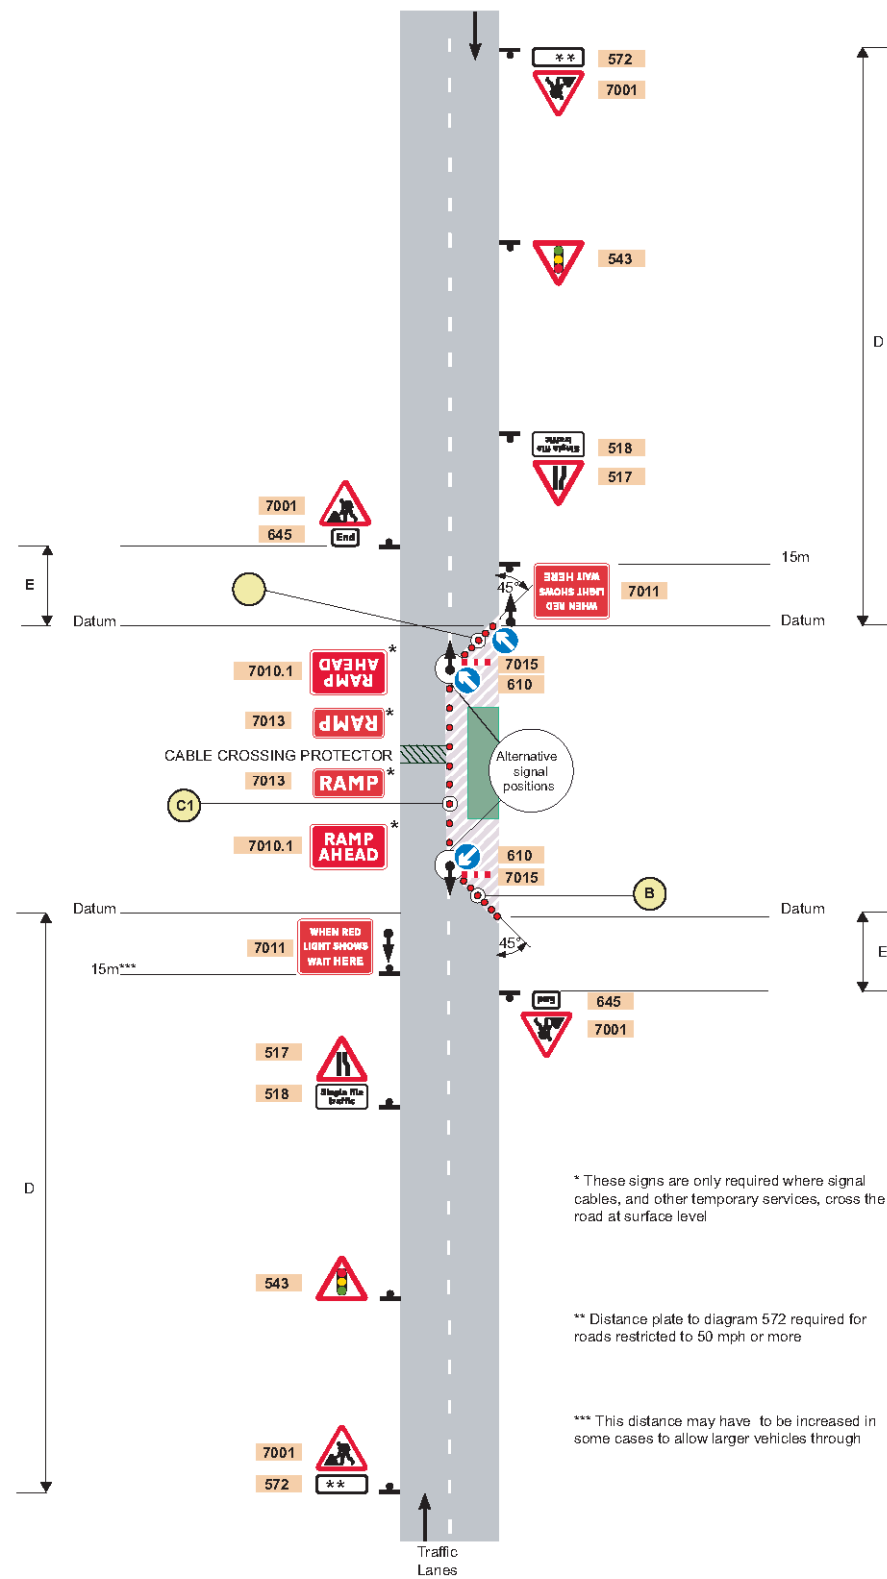 ** 572
7001
543
D
Single file
traffic
518
517
7001
645 End
15m
E
45°
WHEN RED
LIGHT SHOWS
WAIT HERE
7011
Datum
Datum
7015
610
7010.1
RAMP
AHEAD
*
7013
RAMP
*
CABLE CROSSING PROTECTOR
Alternative
signal
positions
7013
RAMP
*
C1
7010.1
RAMP
AHEAD
*
610
7015
B
Datum
Datum
7011
WHEN RED
LIGHT SHOWS
WAIT HERE
45°
E
15m***
End 645
7001
517
518
Single file
traffic
D
* These signs are only required where signal
cables, and other temporary services, cross the
road at surface level
543
** Distance plate to diagram 572 required for
roads restricted to 50 mph or more
*** This distance may have to be increased in
some cases to allow larger vehicles through
7001
572 **
Traffic
Lanes